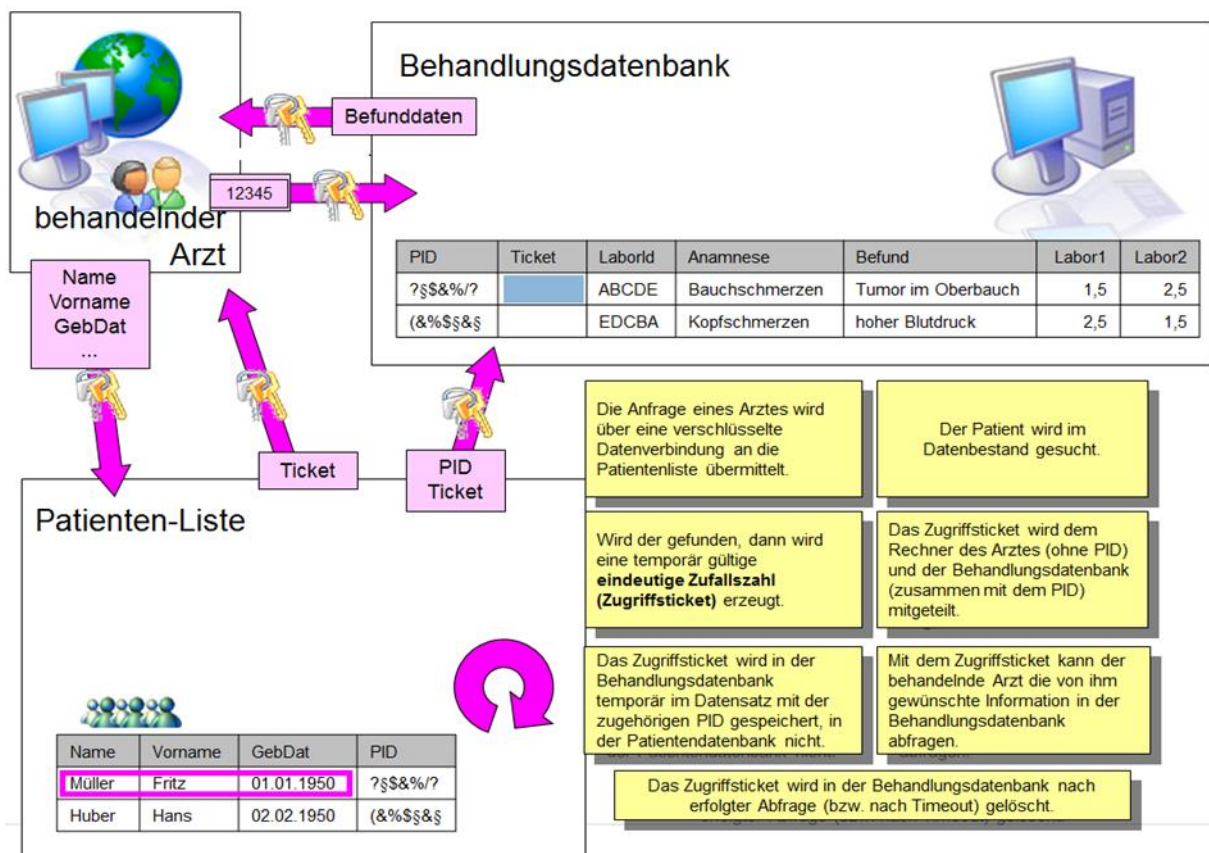 Behandlungsdatenbank
Befunddaten
12345
behandelnder
Arzt
Name
Vorname
GebDat
...
PID Ticket LaborId Anamnese Befund Labor1 Labor2
?§$&%/? ABCDE Bauchschmerzen Tumor im Oberbauch 1,5 2,5
(&%$§&§ EDCBA Kopfschmerzen hoher Blutdruck 2,5 1,5
Ticket
PID
Ticket
Patienten-Liste
Name Vorname GebDat PID
Müller Fritz 01.01.1950 ?§$&%/?
Huber Hans 02.02.1950 (&%$§&§
Die Anfrage eines Arztes wird
über eine verschlüsselte
Datenverbindung an die
Patientenliste übermittelt.
Der Patient wird im
Datenbestand gesucht.
Wird der gefunden, dann wird
eine temporär gültige
eindeutige Zufallszahl
(Zugriffsticket) erzeugt.
Das Zugriffsticket wird dem
Rechner des Arztes (ohne PID)
und der Behandlungsdatenbank
(zusammen mit dem PID)
mitgeteilt.
Das Zugriffsticket wird in der
Behandlungsdatenbank
temporär im Datensatz mit der
zugehörigen PID gespeichert, in
der Patientendatenbank nicht.
Mit dem Zugriffsticket kann der
behandelnde Arzt die von ihm
gewünschte Information in der
Behandlungsdatenbank
abfragen.
Das Zugriffsticket wird in der Behandlungsdatenbank nach
erfolgter Abfrage (bzw. nach Timeout) gelöscht.